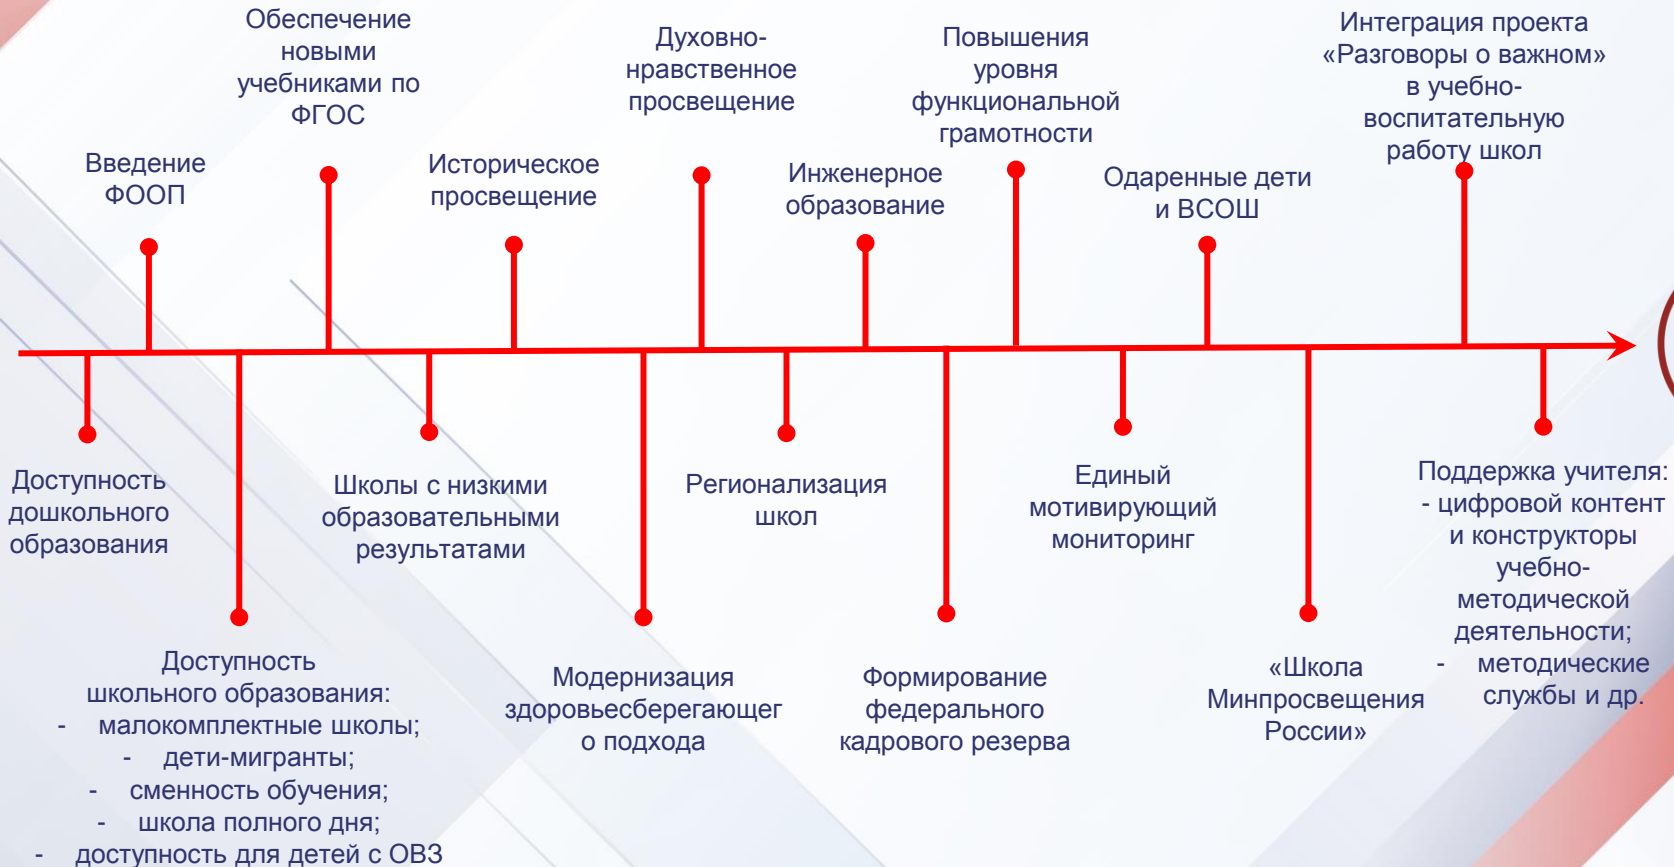 Обеспечение
новыми
учебниками по
ФГОС
Духовно-
нравственное
просвещение
Повышения
уровня
функциональной
грамотности
Интеграция проекта
«Разговоры о важном»
в учебно-
воспитательную
работу школ
Введение
ФООП
Историческое
просвещение
Инженерное
образование
Одаренные дети
и ВСОШ
Доступность
дошкольного
образования
Школы с низкими
образовательными
результатами
Регионализация
школ
Единый
мотивирующий
мониторинг
Поддержка учителя:
- цифровой контент
и конструкторы
учебно-
методической
деятельности;
- методические
службы и др.
Доступность
школьного образования:
- малокомплектные школы;
- дети-мигранты;
- сменность обучения;
- школа полного дня;
- доступность для детей с ОВЗ
Модернизация
здоровьесберегающег
о подхода
Формирование
федерального
кадрового резерва
«Школа
Минпросвещения
России»